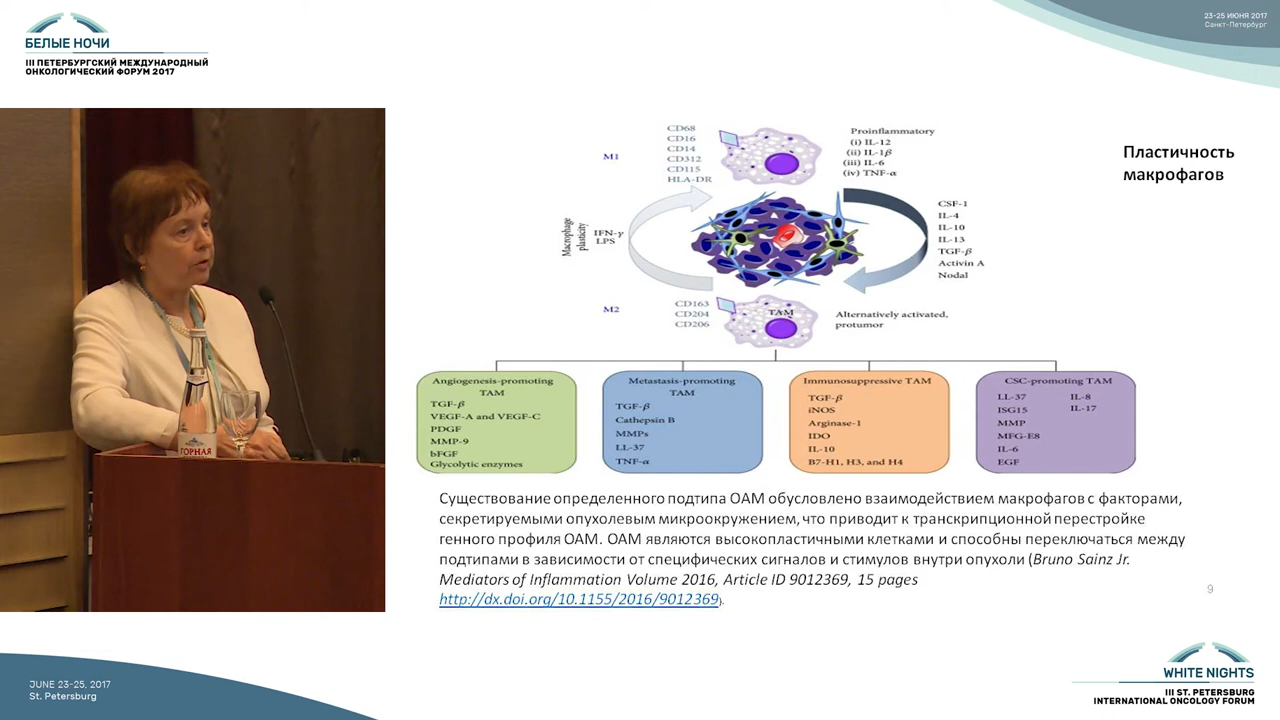 БЕЛЫЕ НОЧИ
III ПЕТЕРБУРГСКИЙ МЕЖДУНАРОДНЫЙ
ОНКОЛОГИЧЕСКИЙ ФОРУМ 2017
23-25 ИЮНЯ 2017
Санкт-Петербург
Пластичность
макрофагов
M1
CD68
CD16
CD14
CD312
CD115
HLA-DR
Proinflammatory
(i) IL-12
(ii) IL-1β
(iii) IL-6
(iv) TNF-α
Macrophage
plasticity
IFN-γ
LPS
CSF-1
IL-4
IL-10
IL-13
TGF-β
Activin A
Nodal
M2
CD163
CD204
CD206
TAM
Alternatively activated,
protumor
Angiogenesis-promoting
TAM
TGF-β
VEGF-A and VEGF-C
PDGF
MMP-9
bFGF
Glycolytic enzymes
Metastasis-promoting
TAM
TGF-β
Cathepsin B
MMPs
LL-37
TNF-α
Immunosuppressive TAM
TGF-β
iNOS
Arginase-1
IDO
IL-10
B7-H1, H3, and H4
CSC-promoting TAM
LL-37
ISG15
MMP
MFG-E8
IL-6
EGF
IL-8
IL-17
Существование определенного подтипа ОАМ обусловлено взаимодействием макрофагов с факторами,
секретируемыми опухолевым микроокружением, что приводит к транскрипционной перестройке
генного профиля ОАМ. ОАМ являются высокопластичными клетками и способны переключаться между
подтипами в зависимости от специфических сигналов и стимулов внутри опухоли (Bruno Sainz Jr.
Mediators of Inflammation Volume 2016, Article ID 9012369, 15 pages
http://dx.doi.org/10.1155/2016/9012369).
9
ГОРНАЯ
JUNE 23-25, 2017
St. Petersburg
WHITE NIGHTS
III ST. PETERSBURG
INTERNATIONAL ONCOLOGY FORUM